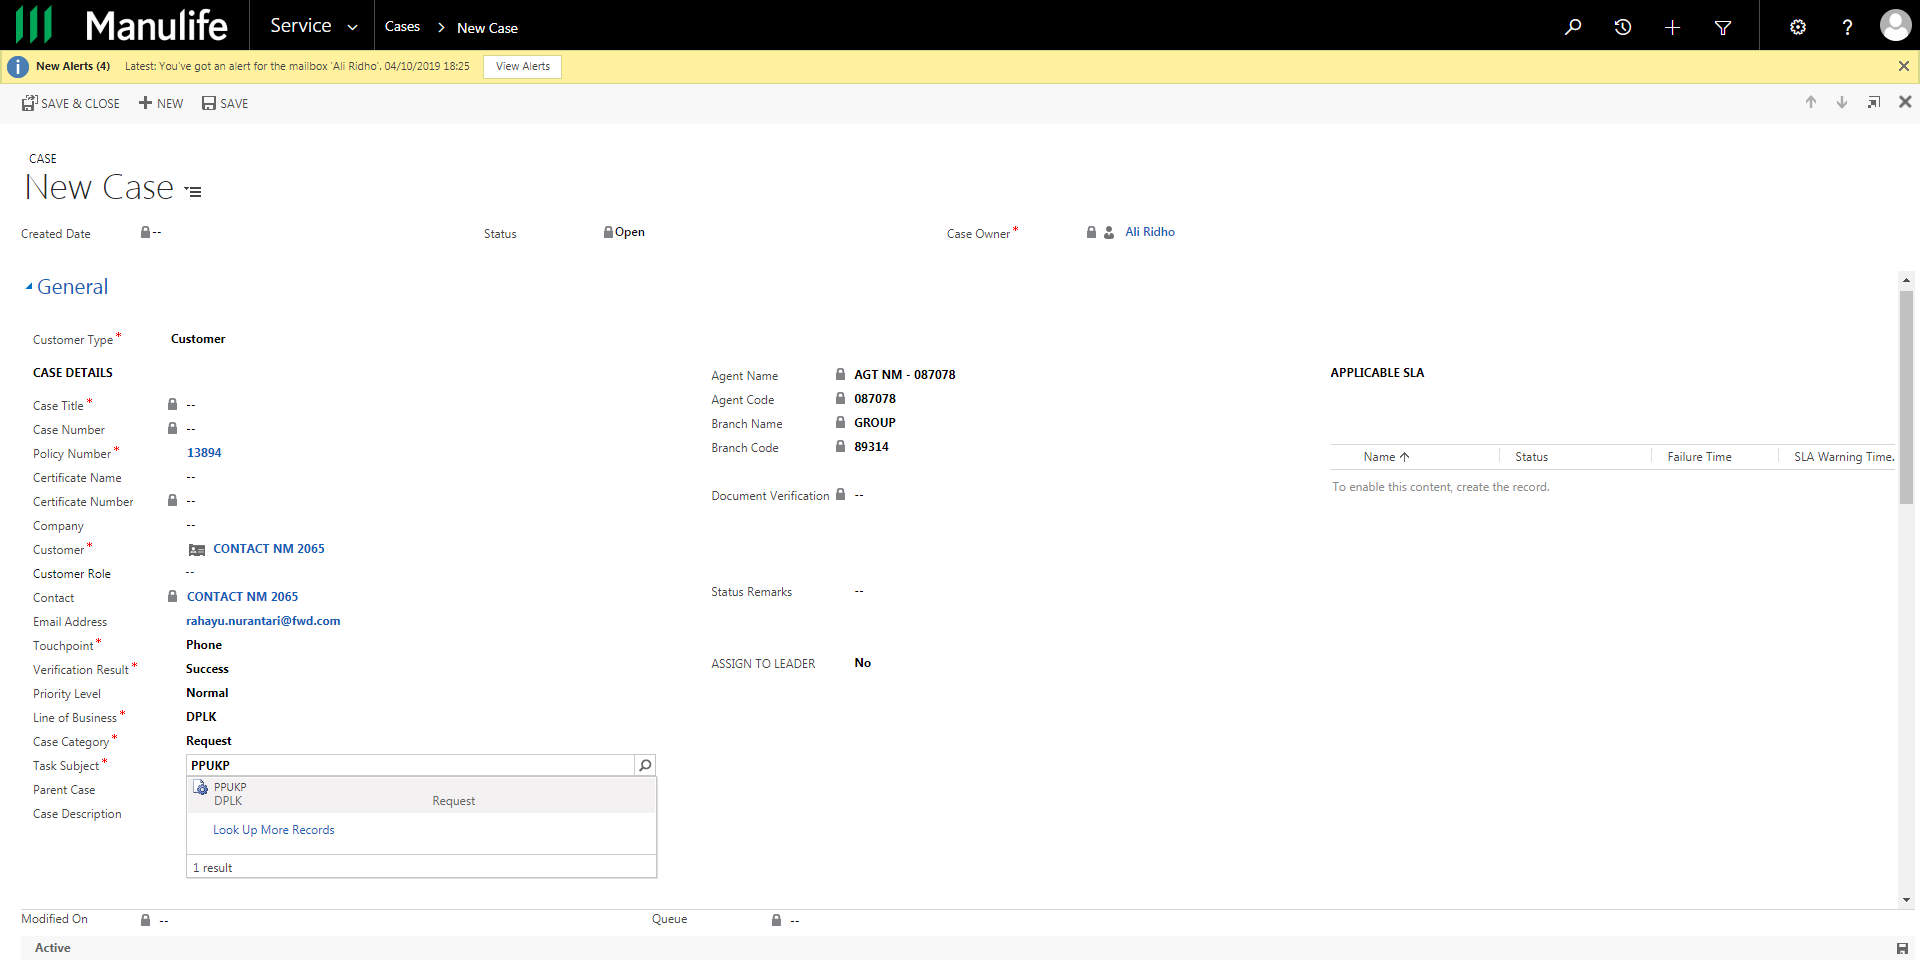 Manulife
Service
Cases > New Case
New Alerts (4) Latest: You've got an alert for the mailbox 'Ali Ridho'. 04/10/2019 18:25 View Alerts
SAVE & CLOSE + NEW SAVE
CASE
New Case
Created Date -- Status Open Case Owner* Ali Ridho
General
Customer Type* Customer
CASE DETAILS
Case Title* --
Case Number --
Policy Number* 13894
Certificate Name --
Certificate Number --
Company --
Customer* CONTACT NM 2065
Customer Role --
Contact CONTACT NM 2065
Email Address rahayu.nurantari@fwd.com
Touchpoint* Phone
Verification Result* Success
Priority Level Normal
Line of Business* DPLK
Case Category* Request
Task Subject* PPUKP
PPUKP
DPLK Request
Look Up More Records
1 result
Parent Case
Case Description
Agent Name AGT NM - 087078
Agent Code 087078
Branch Name GROUP
Branch Code 89314
Document Verification --
Status Remarks --
ASSIGN TO LEADER No
APPLICABLE SLA
Name ↑ Status Failure Time SLA Warning Time.
To enable this content, create the record.
Modified On -- Queue --
Active